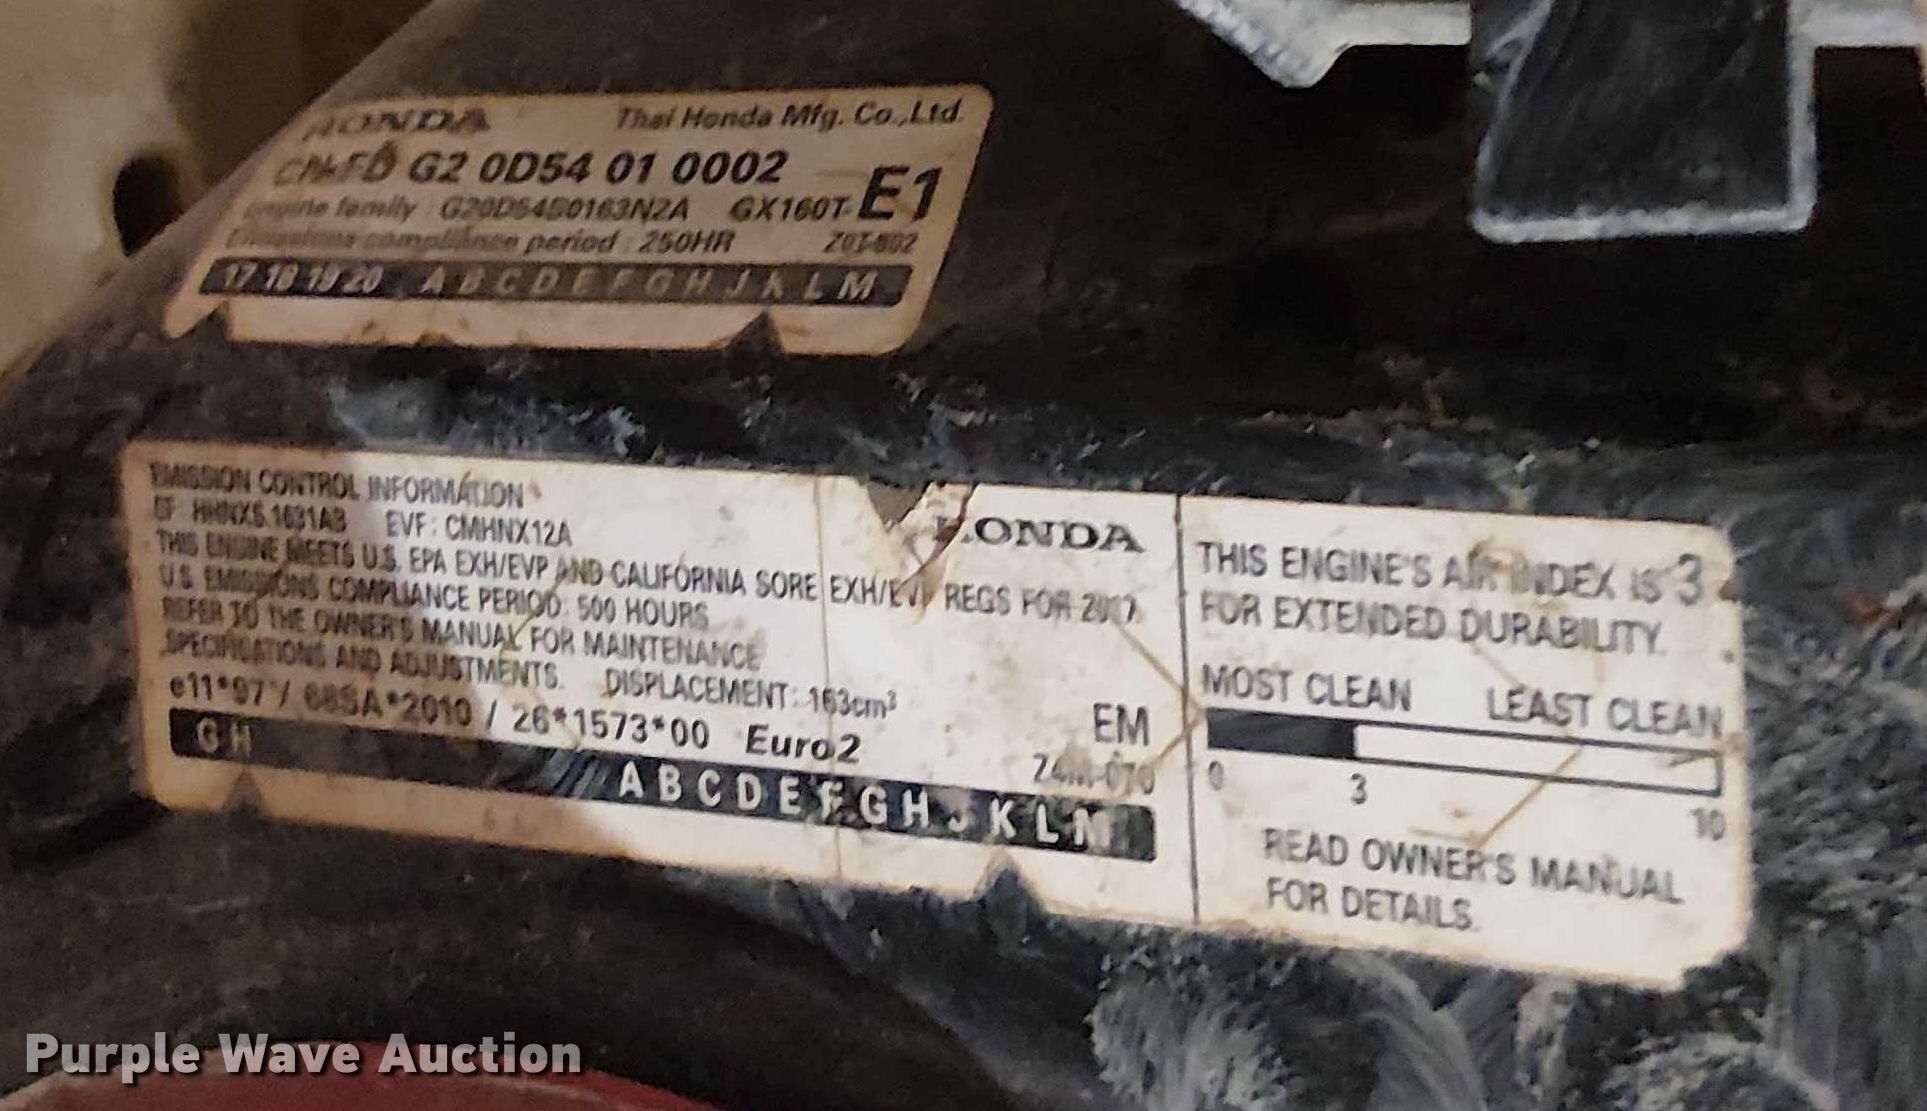 HONDA Thai Honda Mfg. Co.,Ltd.
G2 0D54 01 0002
E1
Engine family G20D54S0163N2A GX160T-
Emissions compliance period : 250HR
17 18 19 20 A B C D E F G H J K L M
EMISSION CONTROL INFORMATION
EF: HHNXS.1631AB EVF: CMHNX12A
HONDA
THIS ENGINE MEETS U.S. EPA EXH/EVP AND CALIFORNIA SORE EXH/EVP REGS FOR 2017.
U.S. EMISSIONS COMPLIANCE PERIOD: 500 HOURS
REFER TO THE OWNER'S MANUAL FOR MAINTENANCE
SPECIFICATIONS AND ADJUSTMENTS. DISPLACEMENT: 163cm³
e11*97/68SA*2010/26*1573*00 Euro2
EM
G H A B C D E F G H J K L M
THIS ENGINE'S AIR INDEX IS 3
FOR EXTENDED DURABILITY.
MOST CLEAN LEAST CLEAN
0 3 10
READ OWNER'S MANUAL
FOR DETAILS.
Purple Wave Auction